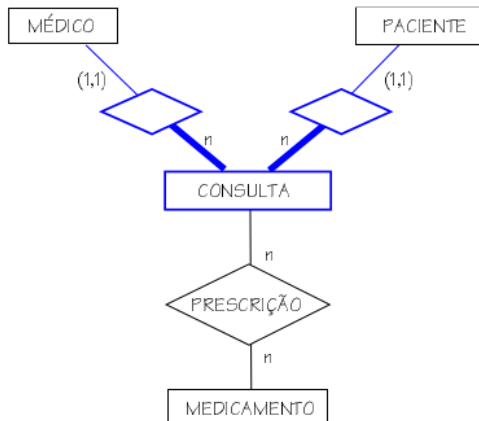 MÉDICO
PACIENTE
(1,1)
(1,1)
n
n
CONSULTA
n
PRESCRIÇÃO
n
MEDICAMENTO